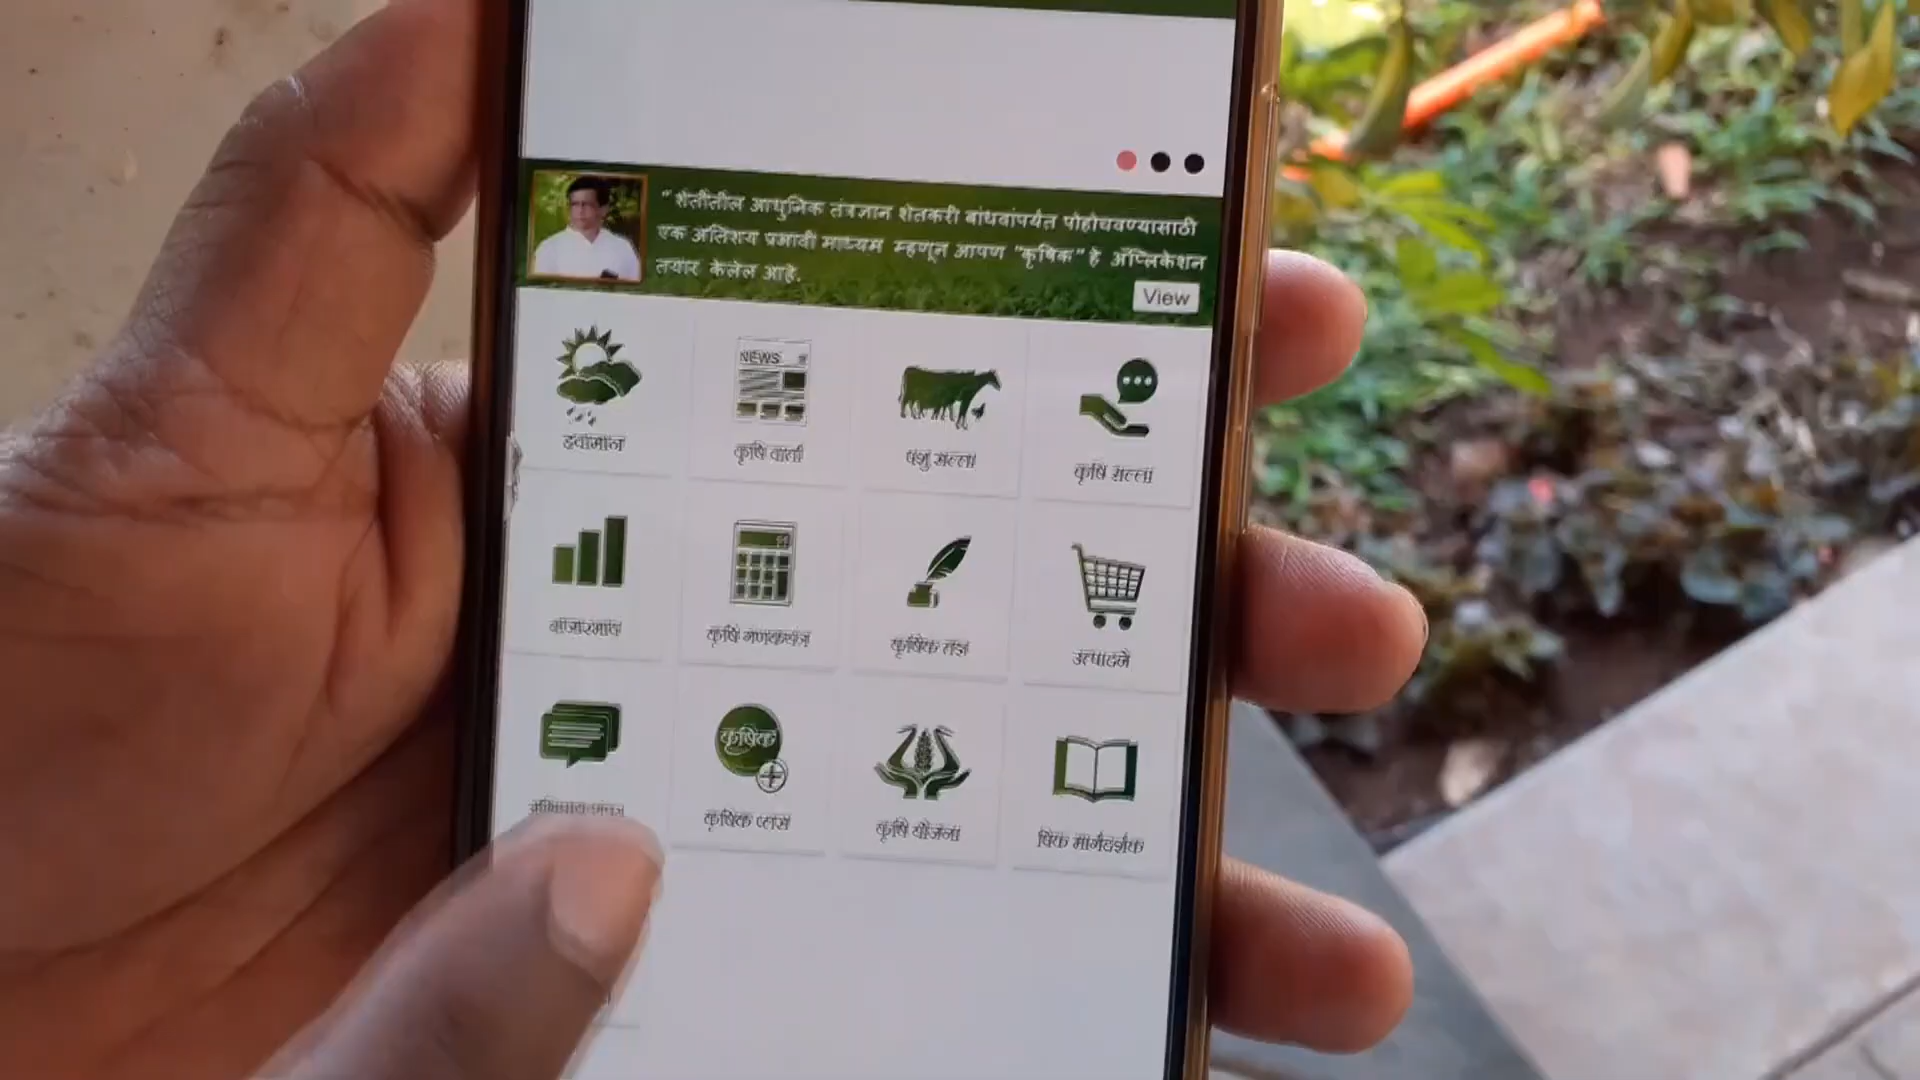 " शेतीतील आधुनिक तंत्रज्ञान शेतकरी बांधवांपर्यंत पोहोचवण्यासाठी
एक अतिशय प्रभावी माध्यम म्हणून आपण "कृषिक" हे ॲप्लिकेशन
तयार केलेल आहे.
View
NEWS
हवामान
कृषि वार्ता
पशु सल्ला
कृषि सल्ला
बाजारभाव
कृषि गणकयंत्र
कृषिक तज्ञ
उत्पादने
कृषिक
कृषिक प्लस
कृषि योजना
पिक मार्गदर्शक